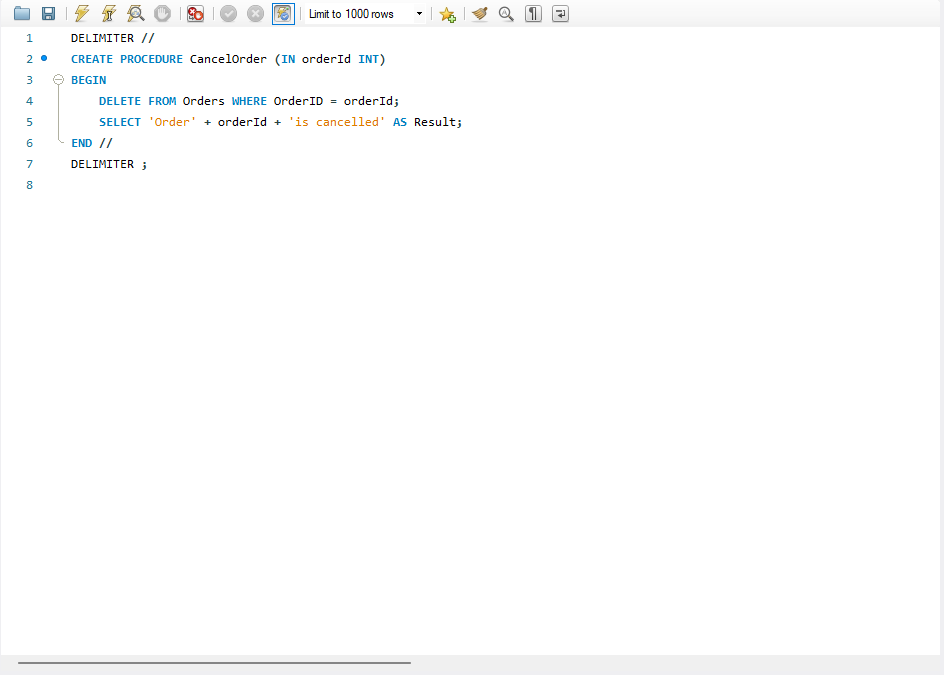 Limit to 1000 rows
1 DELIMITER //
2 CREATE PROCEDURE CancelOrder (IN orderId INT)
3 BEGIN
4 DELETE FROM Orders WHERE OrderID = orderId;
5 SELECT 'Order' + orderId + 'is cancelled' AS Result;
6 END //
7 DELIMITER ;
8